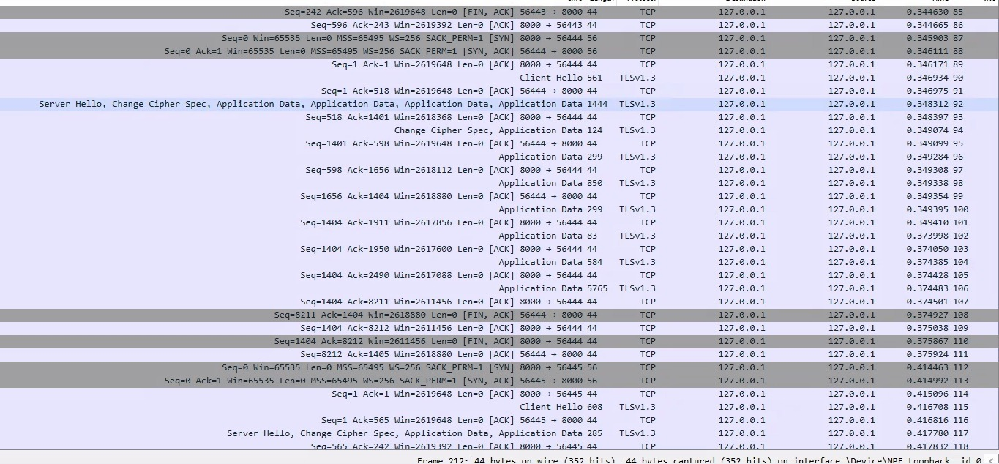 Seq=242 Ack=596 Win=2619648 Len=0 [FIN, ACK] 56443 → 8000 44 TCP 127.0.0.1 127.0.0.1 0.344630 85
Seq=596 Ack=243 Win=2619392 Len=0 [ACK] 8000 → 56443 44 TCP 127.0.0.1 127.0.0.1 0.344665 86
Seq=0 Win=65535 Len=0 MSS=65495 WS=256 SACK_PERM=1 [SYN] 8000 → 56444 56 TCP 127.0.0.1 127.0.0.1 0.345903 87
Seq=0 Ack=1 Win=65535 Len=0 MSS=65495 WS=256 SACK_PERM=1 [SYN, ACK] 56444 → 8000 56 TCP 127.0.0.1 127.0.0.1 0.346111 88
Seq=1 Ack=1 Win=2619648 Len=0 [ACK] 8000 → 56444 44 TCP 127.0.0.1 127.0.0.1 0.346171 89
Client Hello 561 TLSv1.3 127.0.0.1 127.0.0.1 0.346934 90
Seq=1 Ack=518 Win=2619648 Len=0 [ACK] 56444 → 8000 44 TCP 127.0.0.1 127.0.0.1 0.346975 91
Server Hello, Change Cipher Spec, Application Data, Application Data, Application Data, Application Data 1444 TLSv1.3 127.0.0.1 127.0.0.1 0.348312 92
Seq=518 Ack=1401 Win=2618368 Len=0 [ACK] 8000 → 56444 44 TCP 127.0.0.1 127.0.0.1 0.348397 93
Change Cipher Spec, Application Data 124 TLSv1.3 127.0.0.1 127.0.0.1 0.349074 94
Seq=1401 Ack=598 Win=2619648 Len=0 [ACK] 56444 → 8000 44 TCP 127.0.0.1 127.0.0.1 0.349099 95
Application Data 299 TLSv1.3 127.0.0.1 127.0.0.1 0.349284 96
Seq=598 Ack=1656 Win=2618112 Len=0 [ACK] 8000 → 56444 44 TCP 127.0.0.1 127.0.0.1 0.349308 97
Application Data 850 TLSv1.3 127.0.0.1 127.0.0.1 0.349338 98
Seq=1656 Ack=1404 Win=2618880 Len=0 [ACK] 56444 → 8000 44 TCP 127.0.0.1 127.0.0.1 0.349354 99
Application Data 299 TLSv1.3 127.0.0.1 127.0.0.1 0.349395 100
Seq=1404 Ack=1911 Win=2617856 Len=0 [ACK] 8000 → 56444 44 TCP 127.0.0.1 127.0.0.1 0.349410 101
Application Data 83 TLSv1.3 127.0.0.1 127.0.0.1 0.373998 102
Seq=1404 Ack=1950 Win=2617600 Len=0 [ACK] 8000 → 56444 44 TCP 127.0.0.1 127.0.0.1 0.374050 103
Application Data 584 TLSv1.3 127.0.0.1 127.0.0.1 0.374385 104
Seq=1404 Ack=2490 Win=2617088 Len=0 [ACK] 8000 → 56444 44 TCP 127.0.0.1 127.0.0.1 0.374428 105
Application Data 5765 TLSv1.3 127.0.0.1 127.0.0.1 0.374483 106
Seq=1404 Ack=8211 Win=2611456 Len=0 [ACK] 8000 → 56444 44 TCP 127.0.0.1 127.0.0.1 0.374501 107
Seq=8211 Ack=1404 Win=2618880 Len=0 [FIN, ACK] 56444 → 8000 44 TCP 127.0.0.1 127.0.0.1 0.374927 108
Seq=1404 Ack=8212 Win=2611456 Len=0 [ACK] 8000 → 56444 44 TCP 127.0.0.1 127.0.0.1 0.375038 109
Seq=1404 Ack=8212 Win=2611456 Len=0 [FIN, ACK] 8000 → 56444 44 TCP 127.0.0.1 127.0.0.1 0.375867 110
Seq=8212 Ack=1405 Win=2618880 Len=0 [ACK] 56444 → 8000 44 TCP 127.0.0.1 127.0.0.1 0.375924 111
Seq=0 Win=65535 Len=0 MSS=65495 WS=256 SACK_PERM=1 [SYN] 8000 → 56445 56 TCP 127.0.0.1 127.0.0.1 0.414463 112
Seq=0 Ack=1 Win=65535 Len=0 MSS=65495 WS=256 SACK_PERM=1 [SYN, ACK] 56445 → 8000 56 TCP 127.0.0.1 127.0.0.1 0.414992 113
Seq=1 Ack=1 Win=2619648 Len=0 [ACK] 8000 → 56445 44 TCP 127.0.0.1 127.0.0.1 0.415096 114
Client Hello 608 TLSv1.3 127.0.0.1 127.0.0.1 0.416708 115
Seq=1 Ack=565 Win=2619648 Len=0 [ACK] 56445 → 8000 44 TCP 127.0.0.1 127.0.0.1 0.416816 116
Server Hello, Change Cipher Spec, Application Data, Application Data 285 TLSv1.3 127.0.0.1 127.0.0.1 0.417780 117
Seq=565 Ack=242 Win=2619392 Len=0 [ACK] 8000 → 56445 44 TCP 127.0.0.1 127.0.0.1 0.417832 118
Frame 212: 44 bytes on wire (352 bits), 44 bytes captured (352 bits) on interface \Device\NPF_Loopback, id 0